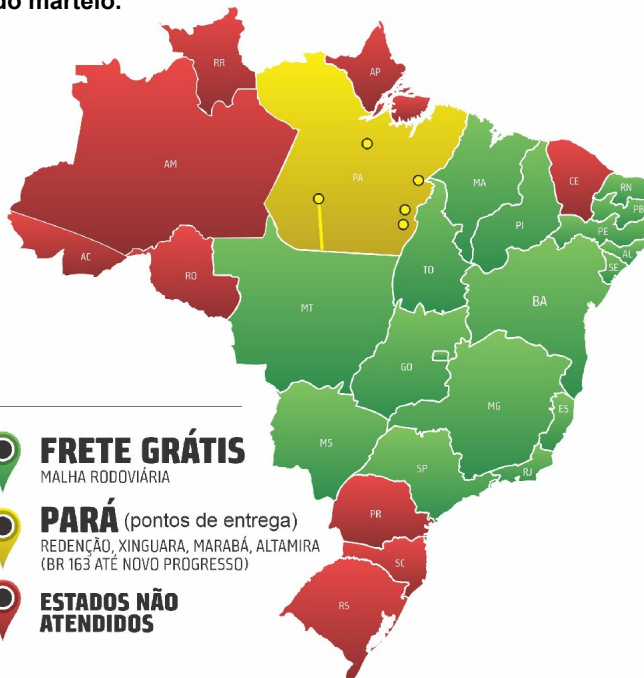 do martelo.
RR
AP
AM
PA
MA
CE
RN
PB
PI
PE
AL
SE
AC
RO
TO
BA
MT
GO
MG
ES
MS
SP
RJ
PR
SC
RS
FRETE GRÁTIS
MALHA RODOVIÁRIA
PARÁ (pontos de entrega)
REDENÇÃO, XINGUARA, MARABÁ, ALTAMIRA
(BR 163 ATÉ NOVO PROGRESSO)
ESTADOS NÃO
ATENDIDOS